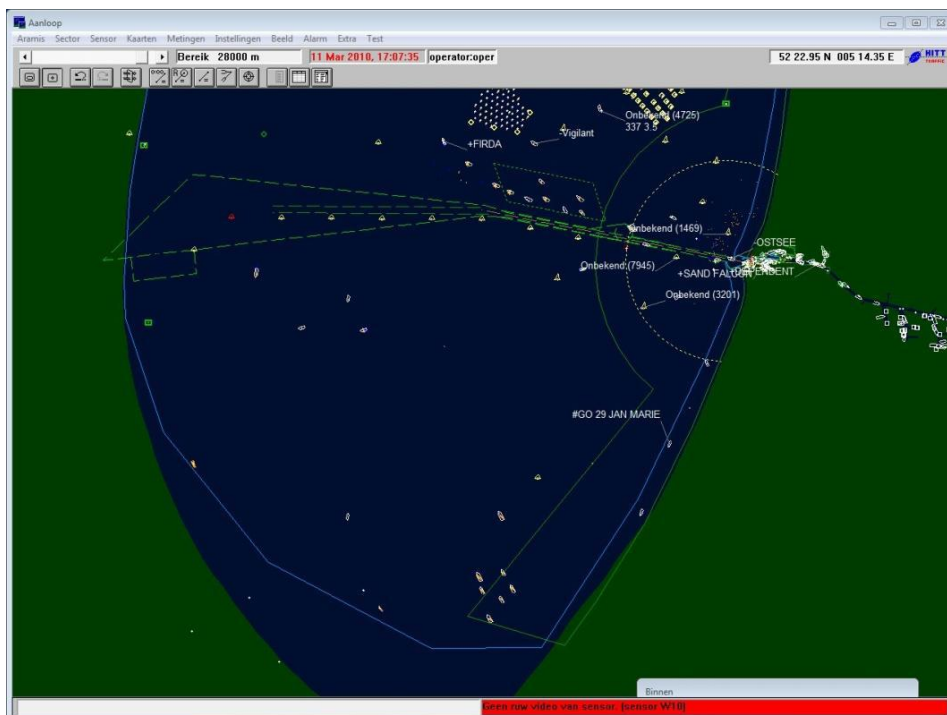 Aanloop
Aramis Sector Sensor Kaarten Metingen Instellingen Beeld Alarm Extra Test
Bereik 28000 m
11 Mar 2010, 17:07:35
operator:oper
52 22.95 N 005 14.35 E
HITT
TRAFFIC
Onbekend (4725)
337 3.5
-Vigilant
+FIRDA
Onbekend (1469)
-OSTSEE
Onbekend (7945)
+SAND FALCON
Onbekend (3201)
#GO 29 JAN MARIE
Binnen
Geen ruw video van sensor. (sensor W10)